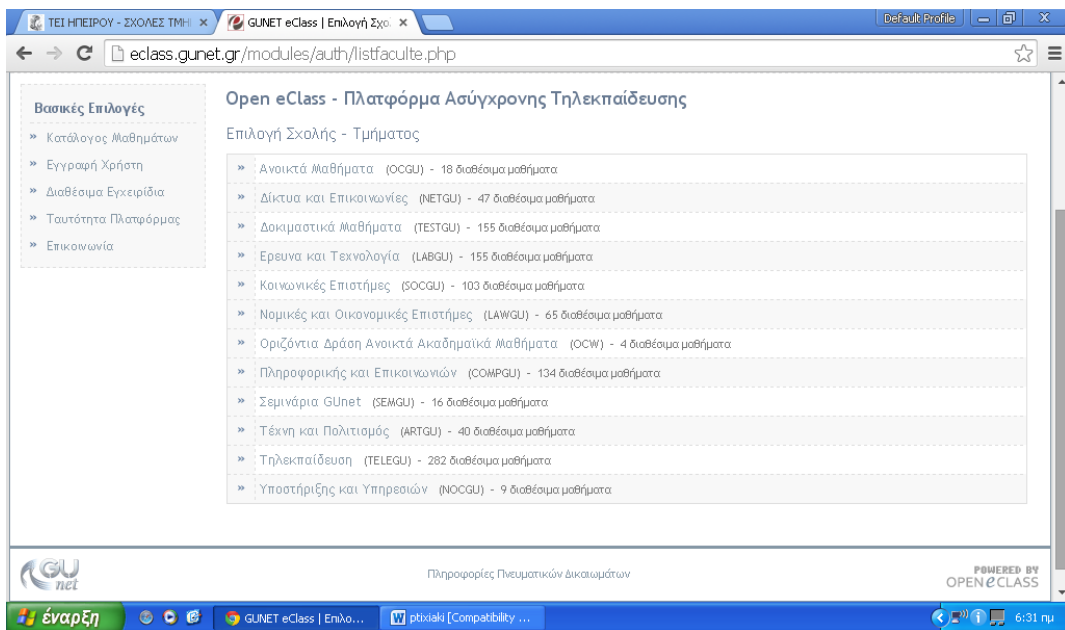 ΤΕΙ ΗΠΕΙΡΟΥ - ΣΧΟΛΕΣ ΤΜΗ
GUNET eClass | Επιλογή Σχο
Default Profile
eclass.gunet.gr/modules/auth/listfaculte.php
Βασικές Επιλογές
» Κατάλογος Μαθημάτων
» Εγγραφή Χρήστη
» Διαθέσιμα Εγχειρίδια
» Ταυτότητα Πλατφόρμας
» Επικοινωνία
Open eClass - Πλατφόρμα Ασύγχρονης Τηλεκπαίδευσης
Επιλογή Σχολής - Τμήματος
» Ανοικτά Μαθήματα (OCGU) - 18 διαθέσιμα μαθήματα
» Δίκτυα και Επικοινωνίες (NETGU) - 47 διαθέσιμα μαθήματα
» Δοκιμαστικά Μαθήματα (TESTGU) - 155 διαθέσιμα μαθήματα
» Ερευνα και Τεχνολογία (LABGU) - 155 διαθέσιμα μαθήματα
» Κοινωνικές Επιστήμες (SOCGU) - 103 διαθέσιμα μαθήματα
» Νομικές και Οικονομικές Επιστήμες (LAWGU) - 65 διαθέσιμα μαθήματα
» Οριζόντια Δράση Ανοικτά Ακαδημαϊκά Μαθήματα (OCW) - 4 διαθέσιμα μαθήματα
» Πληροφορικής και Επικοινωνιών (COMPGU) - 134 διαθέσιμα μαθήματα
» Σεμινάρια GUnet (SEMGU) - 16 διαθέσιμα μαθήματα
» Τέχνη και Πολιτισμός (ARTGU) - 40 διαθέσιμα μαθήματα
» Τηλεκπαίδευση (TELEGU) - 282 διαθέσιμα μαθήματα
» Υποστήριξης και Υπηρεσιών (NOCGU) - 9 διαθέσιμα μαθήματα
GU
net
Πληροφορίες Πνευματικών Δικαιωμάτων
POWERED BY
OPEN eCLASS
έναρξη
GUNET eClass | Επιλο...
ptixiaki [Compatibility ...
6:31 πμ